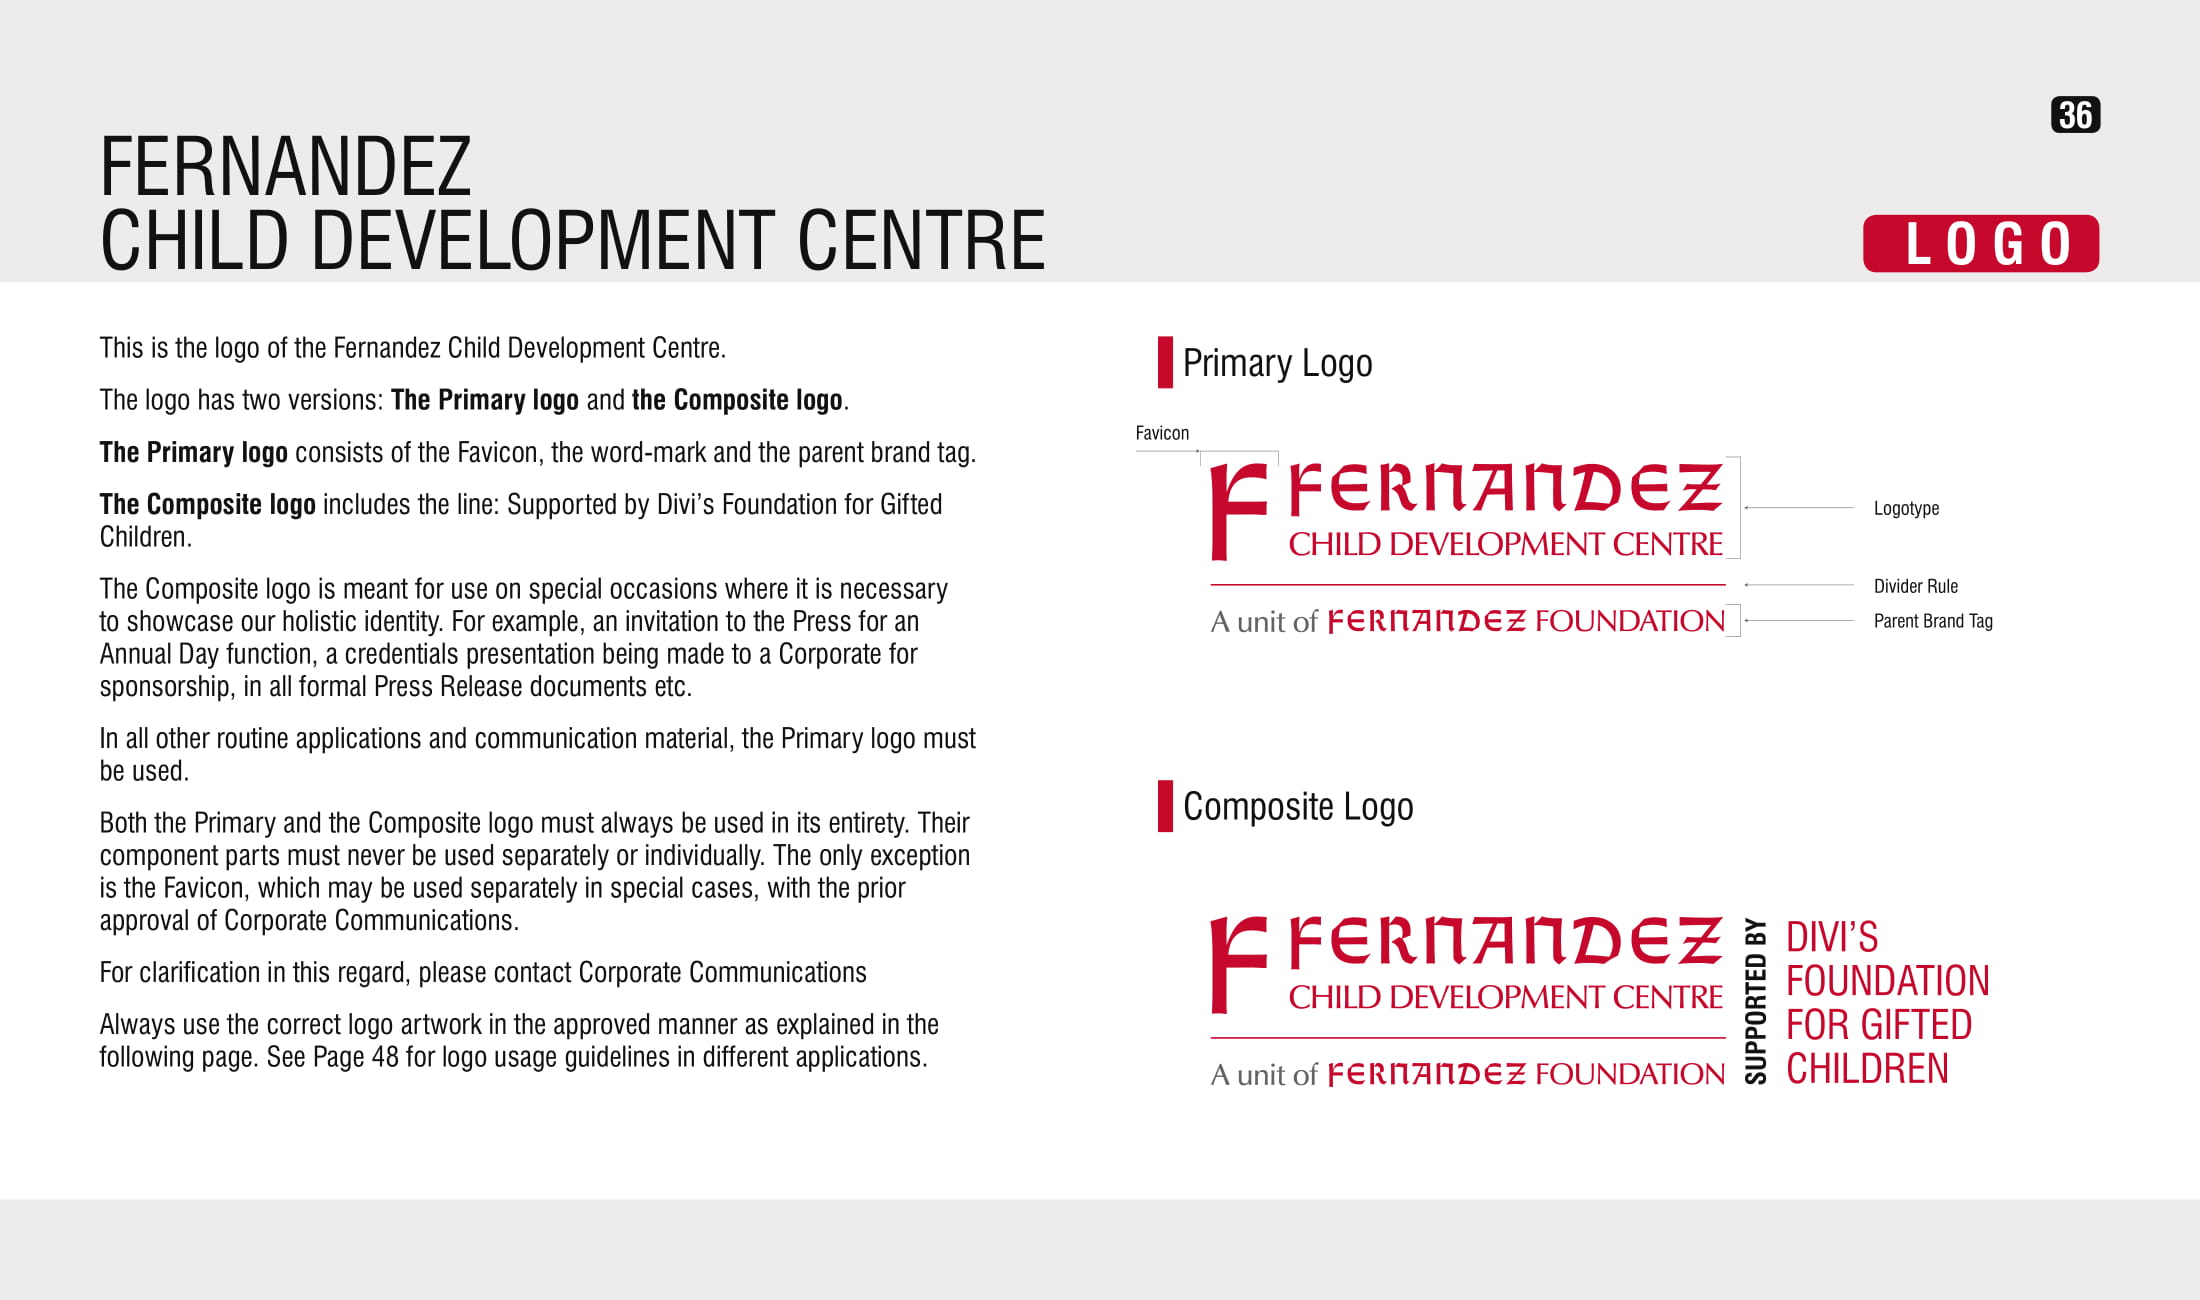 36
FERNANDEZ
CHILD DEVELOPMENT CENTRE
LOGO
This is the logo of the Fernandez Child Development Centre.
The logo has two versions: The Primary logo and the Composite logo.
The Primary logo consists of the Favicon, the word-mark and the parent brand tag.
The Composite logo includes the line: Supported by Divi’s Foundation for Gifted
Children.
The Composite logo is meant for use on special occasions where it is necessary
to showcase our holistic identity. For example, an invitation to the Press for an
Annual Day function, a credentials presentation being made to a Corporate for
sponsorship, in all formal Press Release documents etc.
In all other routine applications and communication material, the Primary logo must
be used.
Both the Primary and the Composite logo must always be used in its entirety. Their
component parts must never be used separately or individually. The only exception
is the Favicon, which may be used separately in special cases, with the prior
approval of Corporate Communications.
For clarification in this regard, please contact Corporate Communications
Always use the correct logo artwork in the approved manner as explained in the
following page. See Page 48 for logo usage guidelines in different applications.
Primary Logo
Favicon
F FERNANDEZ
CHILD DEVELOPMENT CENTRE
Logotype
Divider Rule
A unit of FERNANDEZ FOUNDATION
Parent Brand Tag
Composite Logo
F FERNANDEZ
CHILD DEVELOPMENT CENTRE
A unit of FERNANDEZ FOUNDATION
SUPPORTED BY
DIVI’S
FOUNDATION
FOR GIFTED
CHILDREN